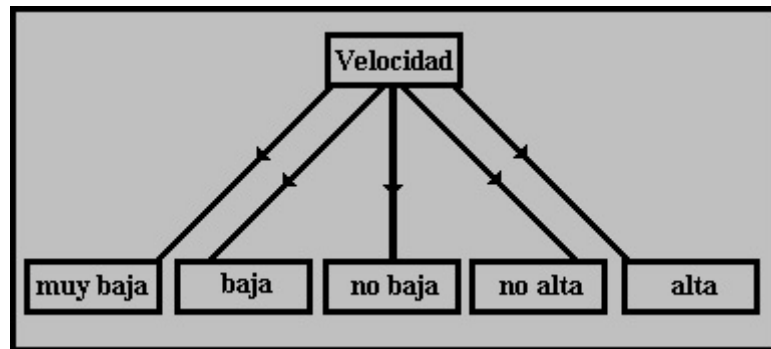 Velocidad
muy baja
baja
no baja
no alta
alta